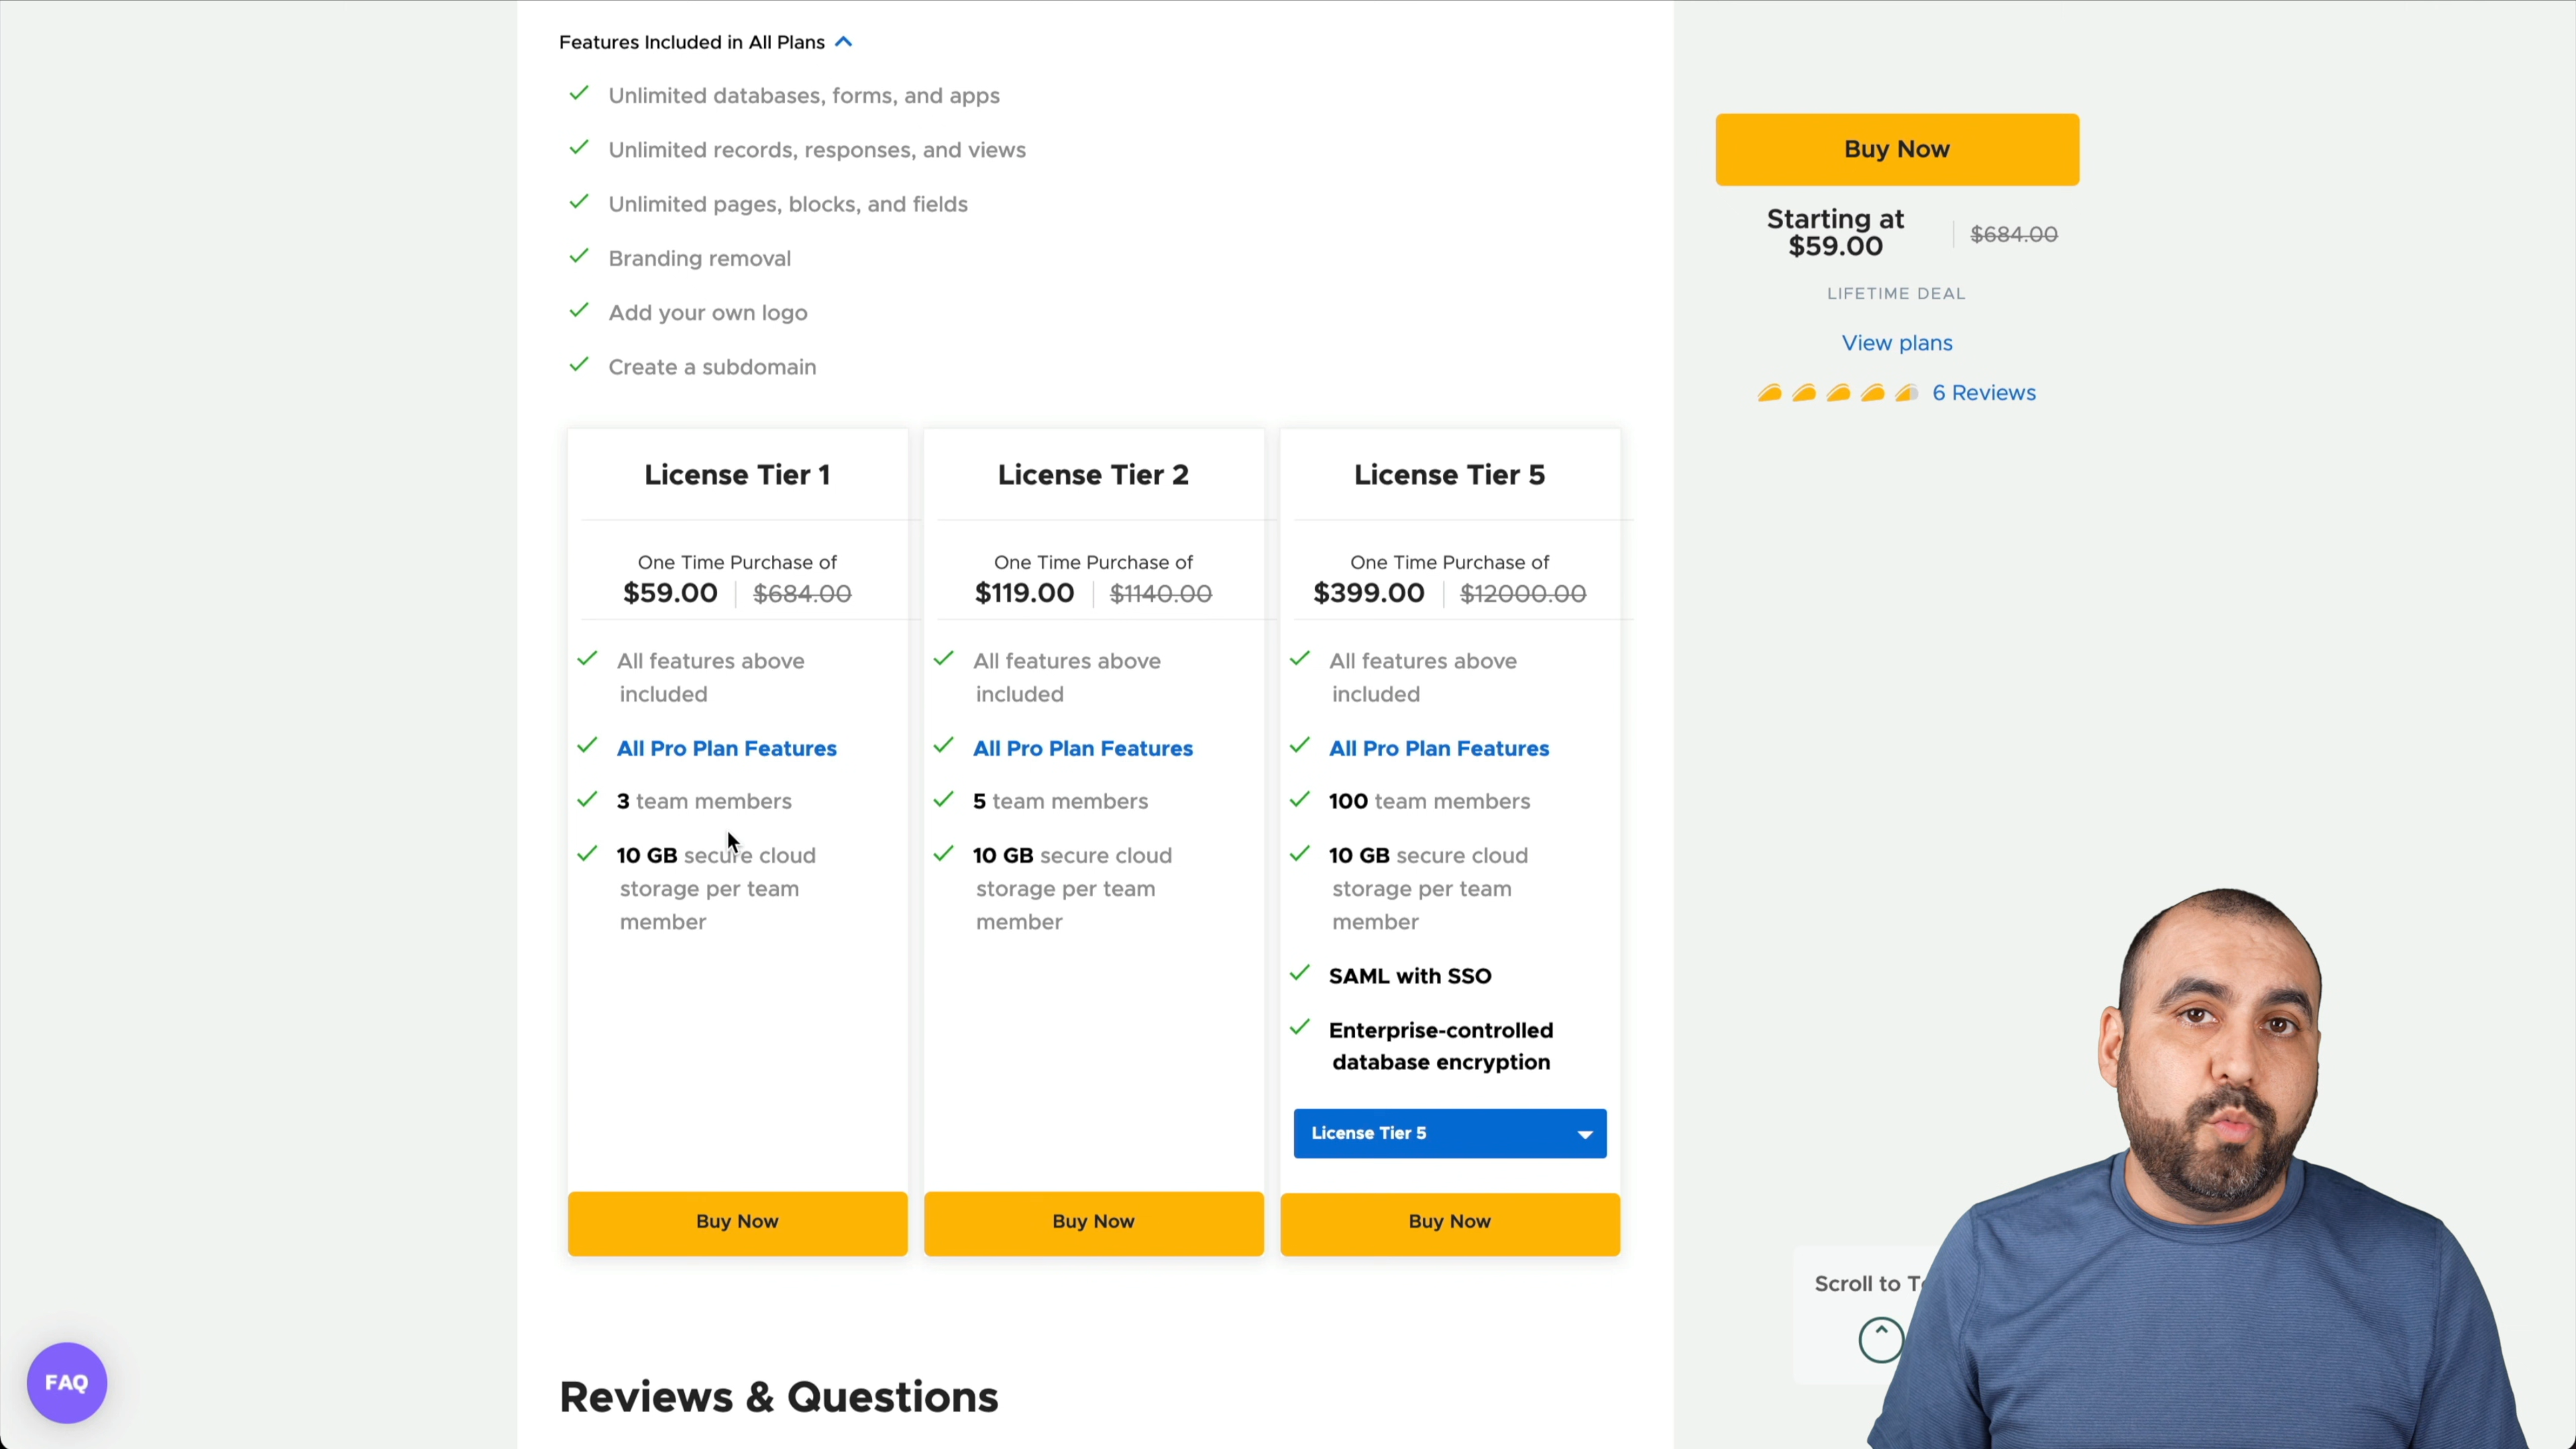 Features Included in All Plans
Unlimited databases, forms, and apps
Unlimited records, responses, and views
Unlimited pages, blocks, and fields
Branding removal
Add your own logo
Create a subdomain
License Tier 1
One Time Purchase of
$59.00 $684.00
All features above
included
All Pro Plan Features
3 team members
10 GB secure cloud
storage per team
member
Buy Now
License Tier 2
One Time Purchase of
$119.00 $1140.00
All features above
included
All Pro Plan Features
5 team members
10 GB secure cloud
storage per team
member
Buy Now
License Tier 5
One Time Purchase of
$399.00 $12000.00
All features above
included
All Pro Plan Features
100 team members
10 GB secure cloud
storage per team
member
SAML with SSO
Enterprise-controlled
database encryption
License Tier 5
Buy Now
Reviews & Questions
Buy Now
Starting at
$59.00
$684.00
LIFETIME DEAL
View plans
6 Reviews
Scroll to
FAQ